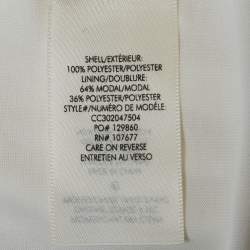 SHELL/EXTÉRIEUR:
100% POLYESTER/POLYESTER
LINING/DOUBLURE:
64% MODAL/MODAL
36% POLYESTER/POLYESTER
STYLE#/NUMÉRO DE MODÈLE:
CC302047504
PO# 129860
RN# 107677
CARE ON REVERSE
ENTRETIEN AU VERSO